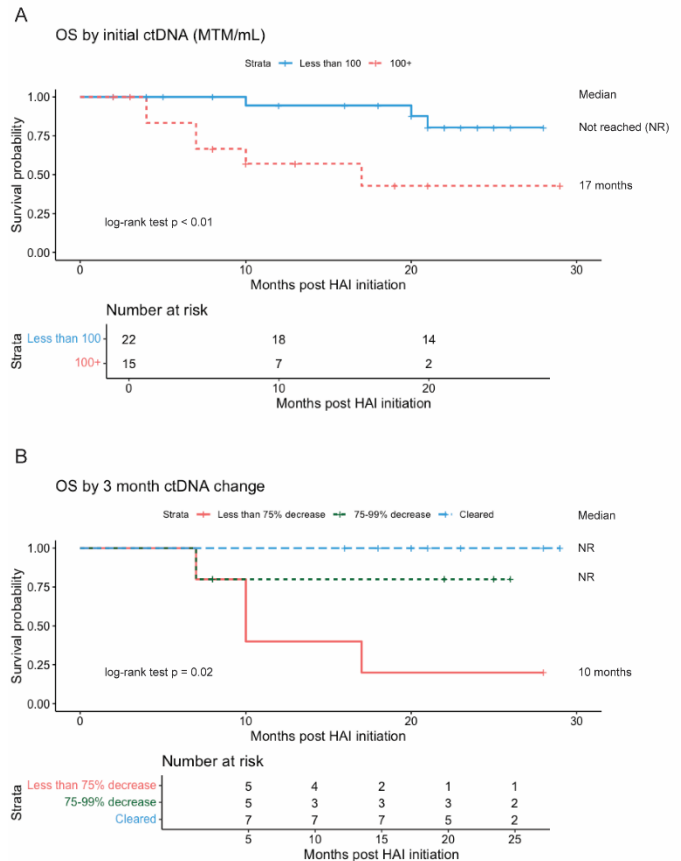 A
OS by initial ctDNA (MTM/mL)
Strata Less than 100 100+
Median
Not reached (NR)
17 months
Survival probability
1.00
0.75
0.50
0.25
0.00
log-rank test p < 0.01
0 10 20 30
Months post HAI initiation
Number at risk
Strata
Less than 100 22 18 14
100+ 15 7 2
0 10 20
Months post HAI initiation
B
OS by 3 month ctDNA change
Median
Strata Less than 75% decrease 75-99% decrease Cleared
NR
NR
10 months
Survival probability
1.00
0.75
0.50
0.25
0.00
log-rank test p = 0.02
0 10 20 30
Months post HAI initiation
Number at risk
Strata
Less than 75% decrease 5 4 2 1 1
75-99% decrease 5 3 3 3 2
Cleared 7 7 7 5 2
5 10 15 20 25
Months post HAI initiation